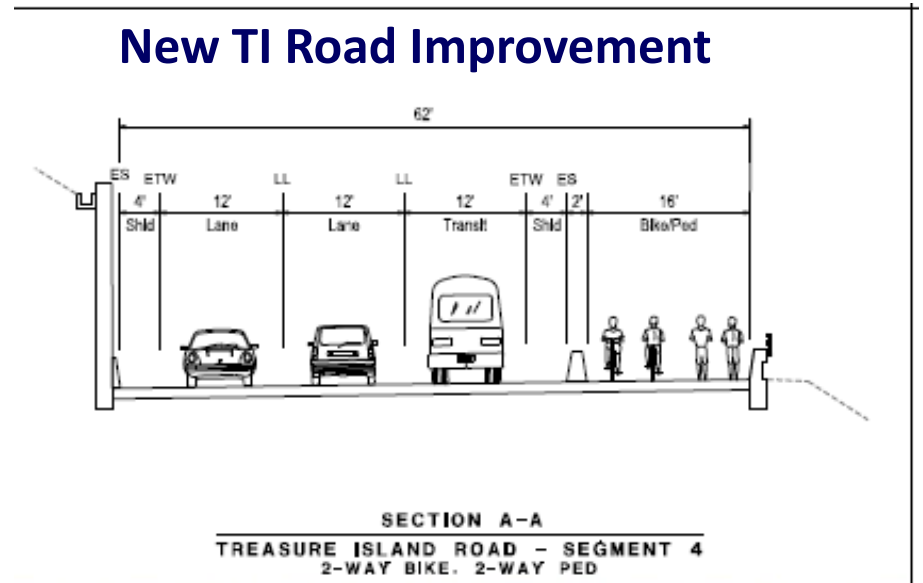 New TI Road Improvement
62'
ES ETW LL LL ETW ES
4' 12' 12' 12' 4' 2' 16'
Shld Lane Lane Transit Shld Bike/Ped
SECTION A-A
TREASURE ISLAND ROAD - SEGMENT 4
2-WAY BIKE. 2-WAY PED